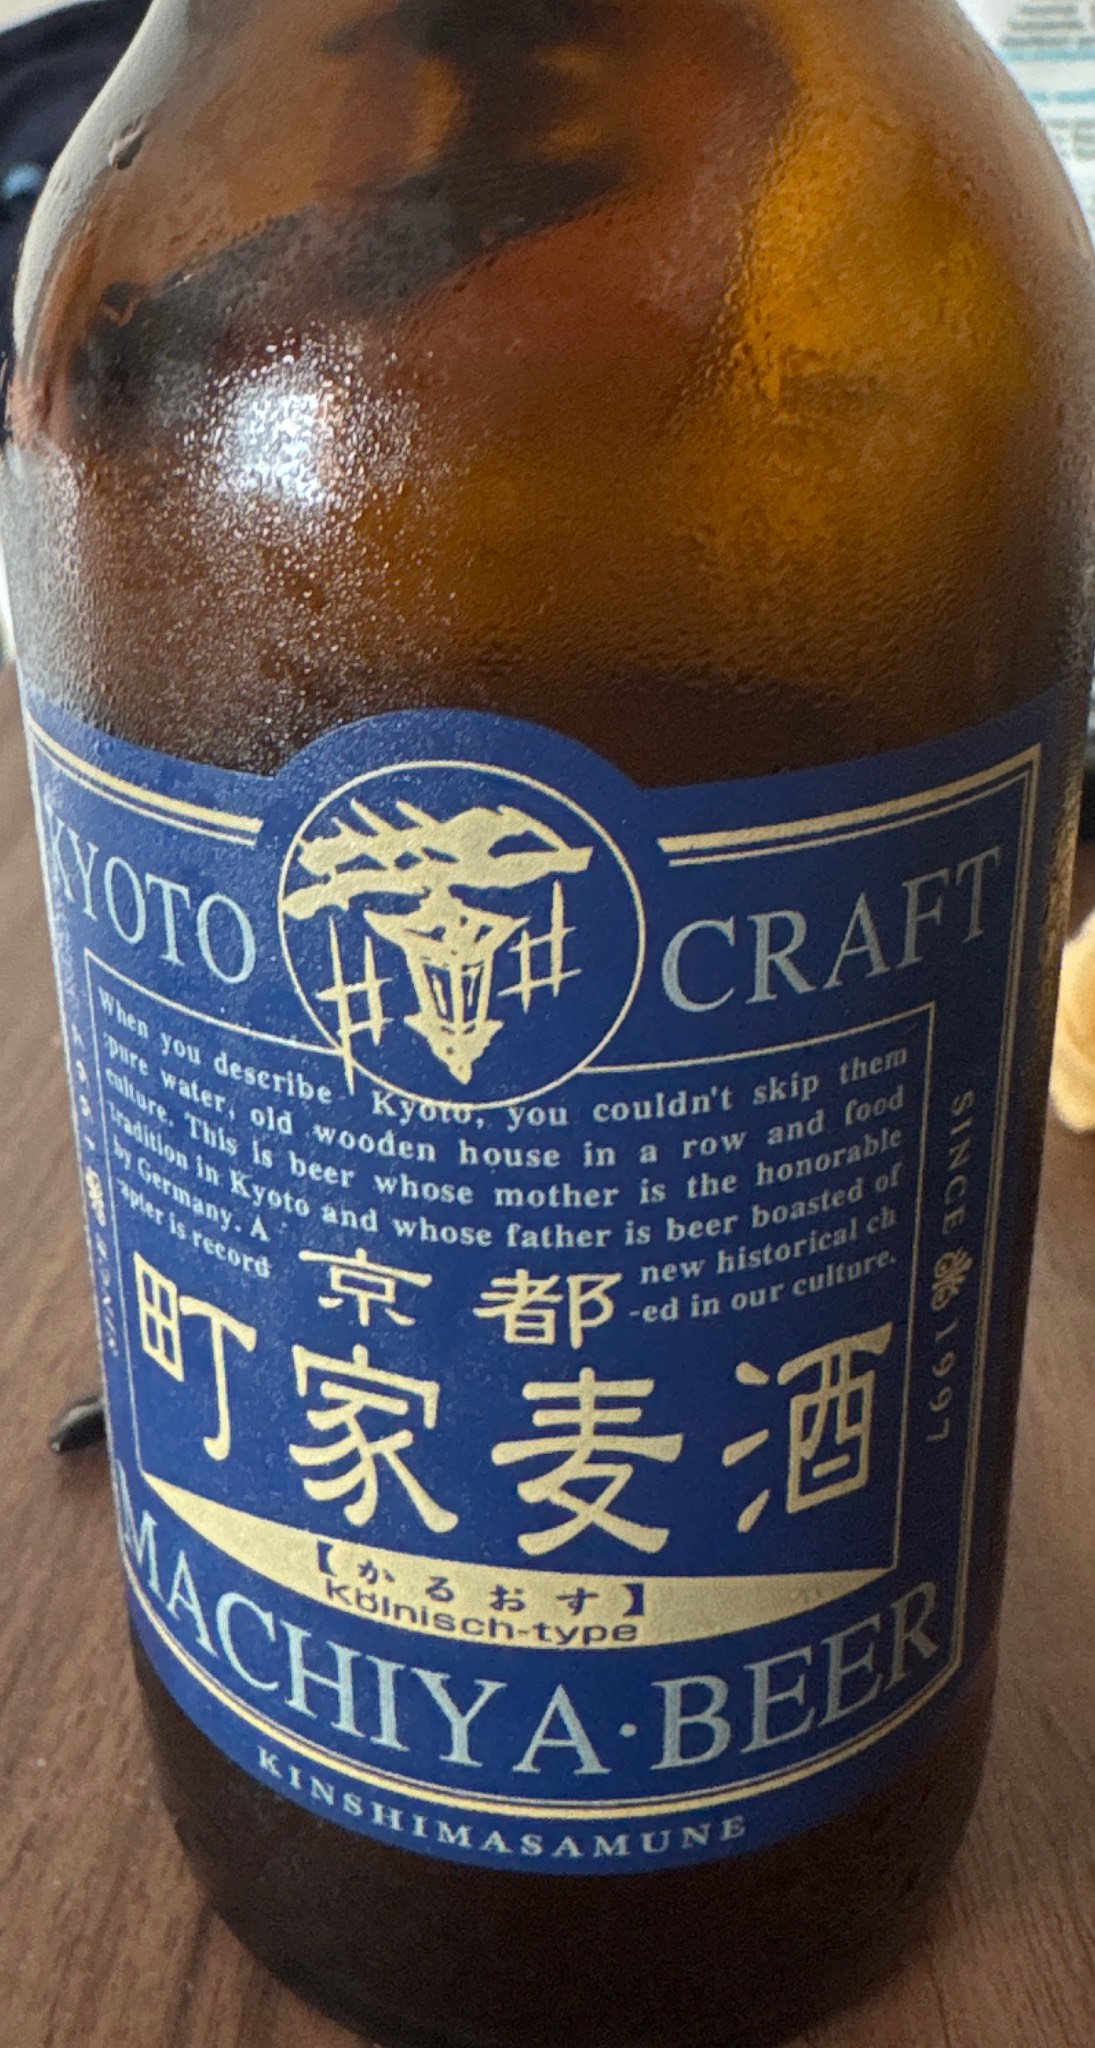 KYOTO CRAFT
When you describe Kyoto, you couldn't skip them
:pure water, old wooden house in a row and food
culture. This is beer whose mother is the honorable
tradition in Kyoto and whose father is beer boasted of
by Germany. A new historical ch
-apter is record -ed in our culture.
京都
町家麦酒
【かるおす】
Kölnisch-type
MACHIYA·BEER
KINSHIMASAMUNE
SINCE 1997